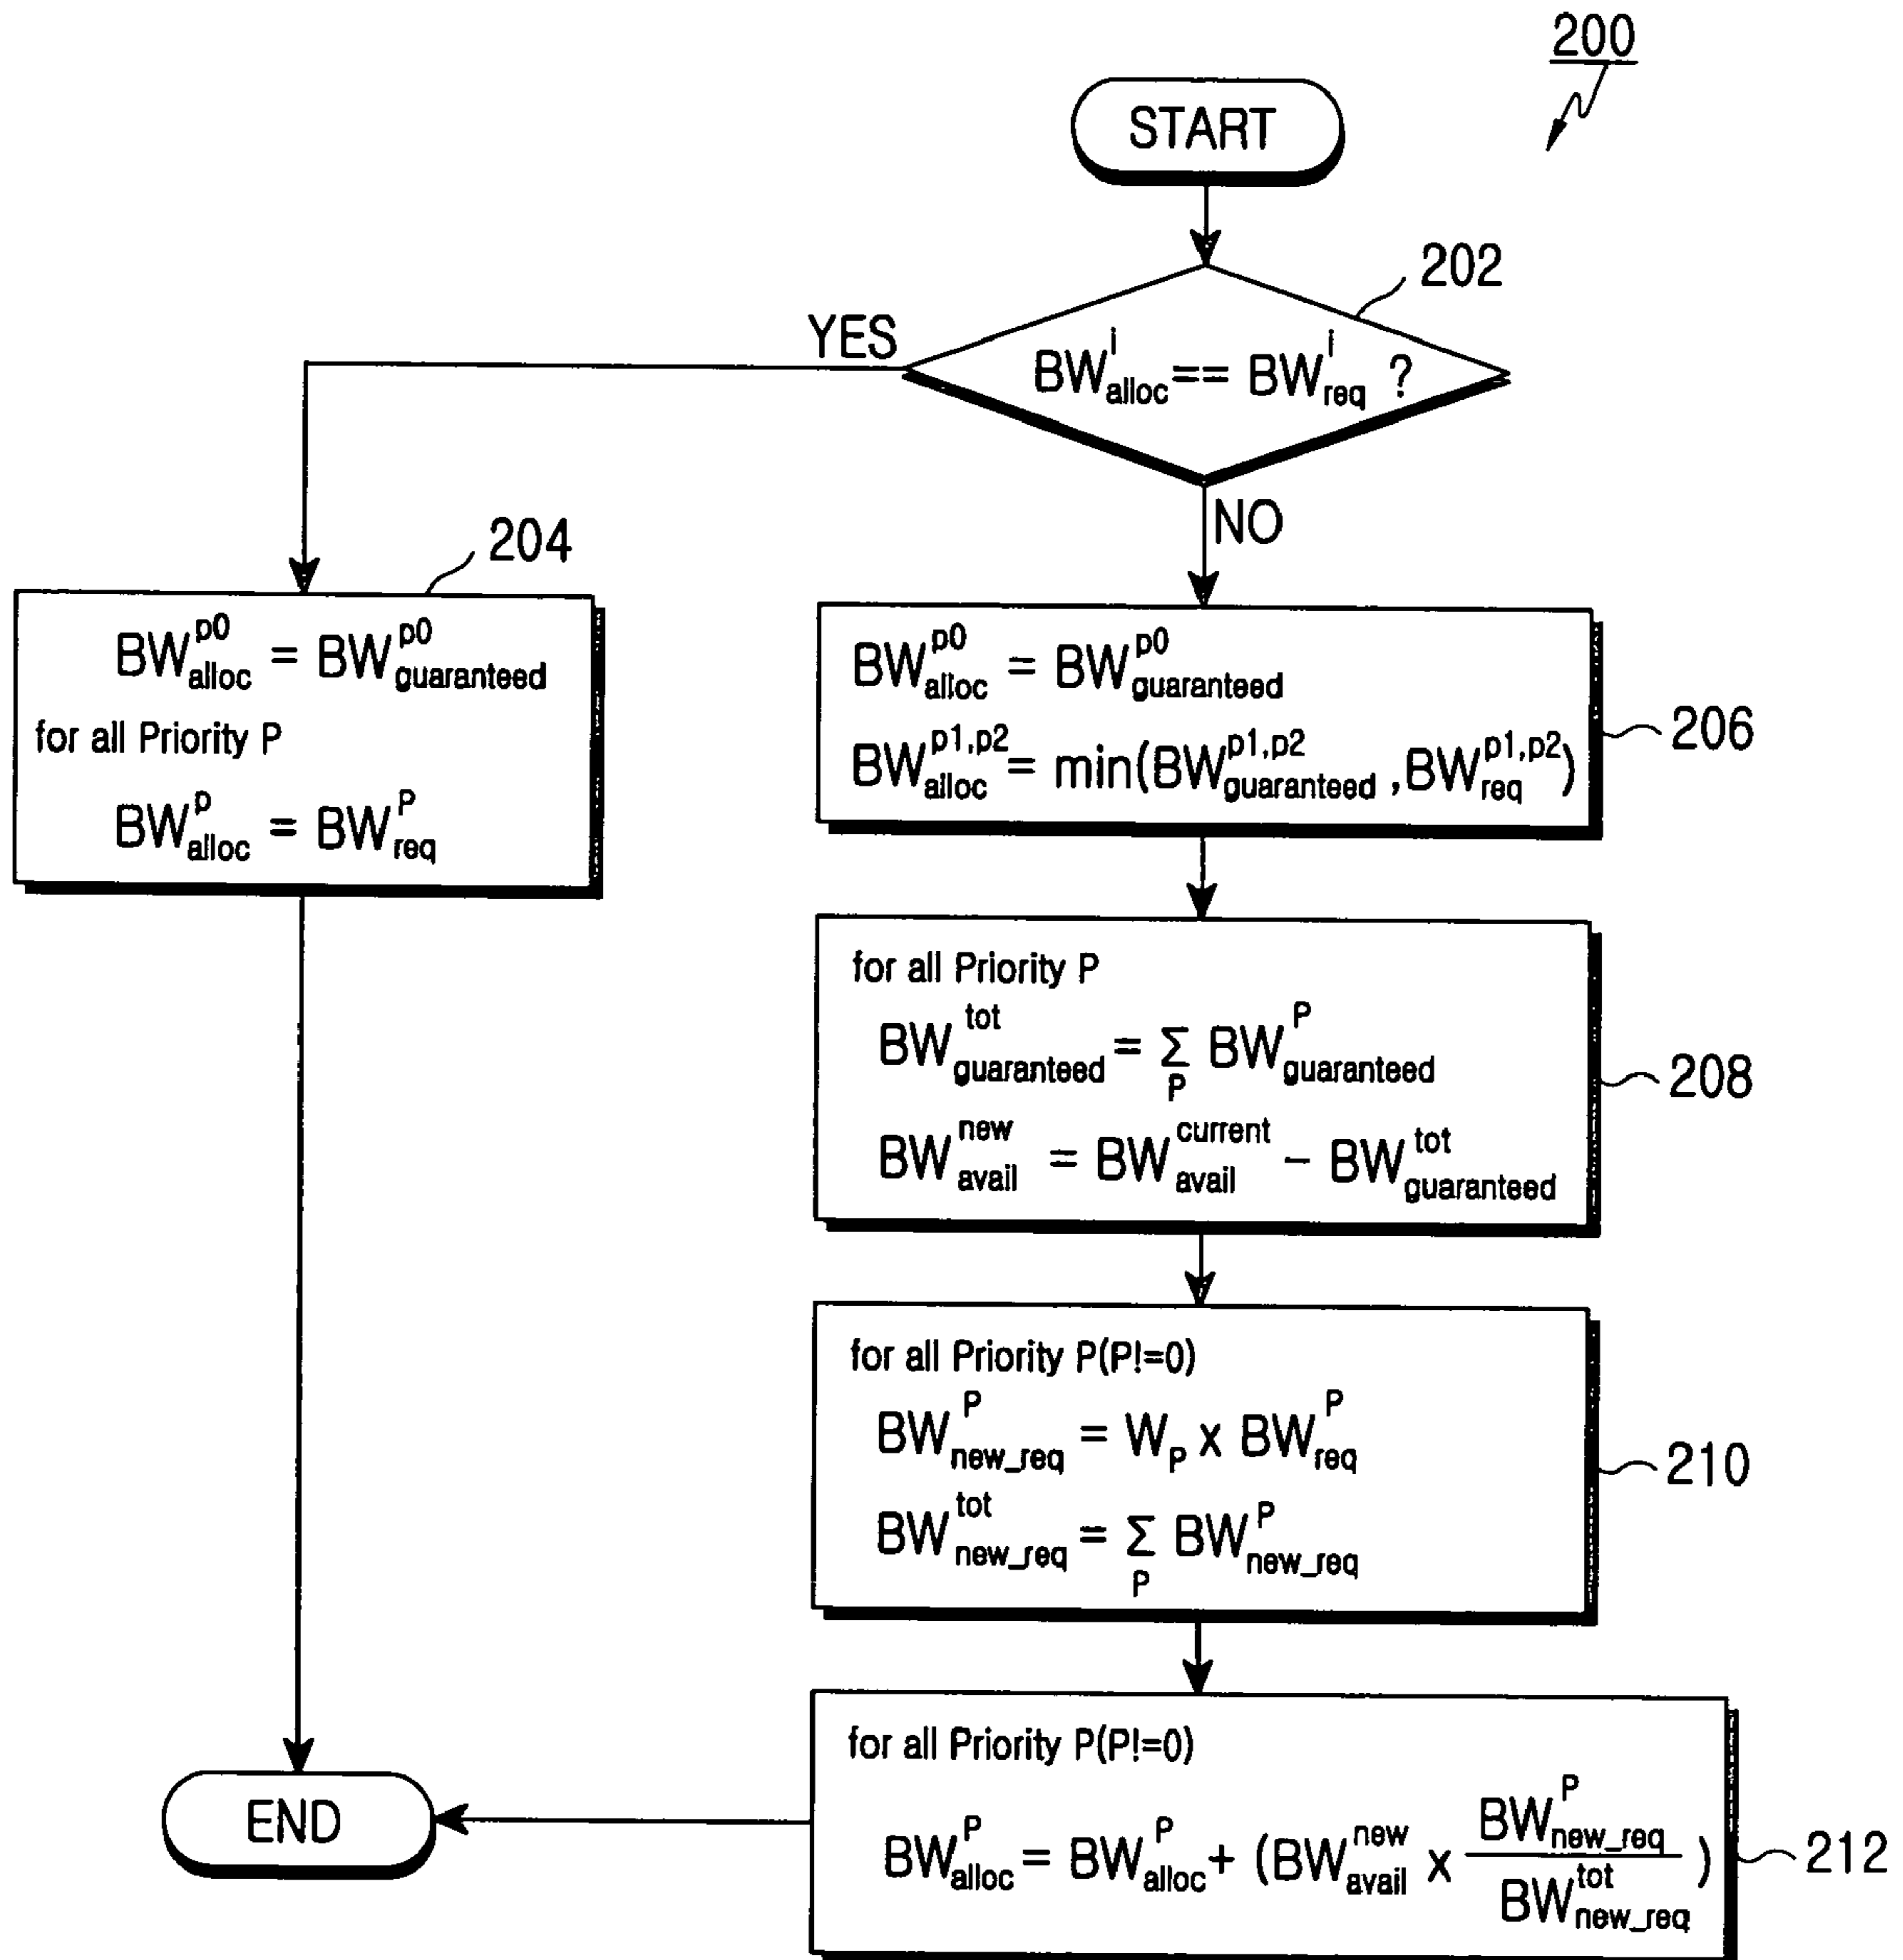 200
START
202
BW^i_alloc == BW^i_req ?
YES
NO
204
BW^p0_alloc = BW^p0_guaranteed
for all Priority P
BW^p_alloc = BW^P_req
206
BW^p0_alloc = BW^p0_guaranteed
BW^p1,p2_alloc = min(BW^p1,p2_guaranteed ,BW^p1,p2_req)
208
for all Priority P
BW^tot_guaranteed = Σ_P BW^P_guaranteed
BW^new_avail = BW^current_avail - BW^tot_guaranteed
210
for all Priority P(P!=0)
BW^P_new_req = W_P x BW^P_req
BW^tot_new_req = Σ_P BW^P_new_req
212
for all Priority P(P!=0)
BW^P_alloc = BW^P_alloc + (BW^new_avail x BW^P_new_req / BW^tot_new_req)
END